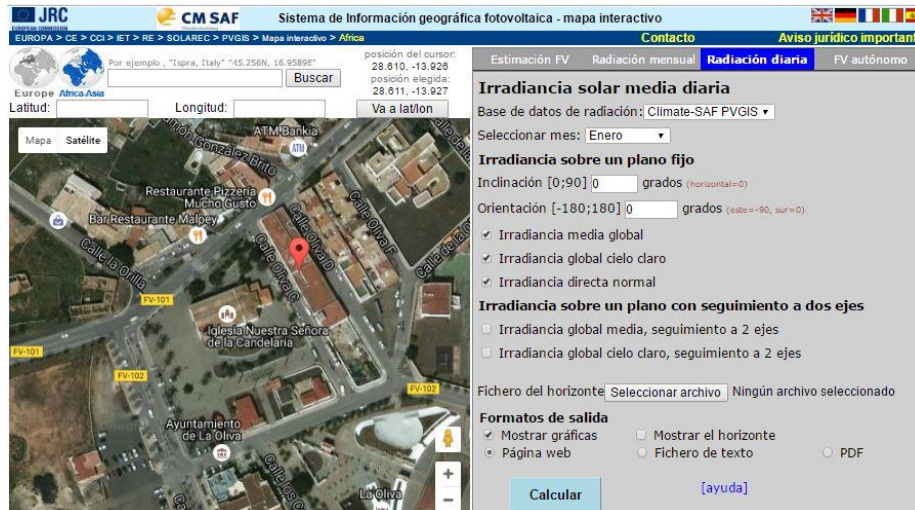 JRC
EUROPEAN COMMISSION
CM SAF
Sistema de Información geográfica fotovoltaica - mapa interactivo
EUROPA > CE > CCI > IET > RE > SOLAREC > PVGIS > Mapa interactivo > Africa
Contacto
Aviso jurídico important
Europe
Africa-Asia
Por ejemplo , "Ispra, Italy" "45.256N, 16.9589E"
Buscar
posición del cursor:
28.610, -13.926
posición elegida:
28.611, -13.927
Latitud:
Longitud:
Va a lat/lon
Mapa
Satélite
González Brito
ATM Bankia
ATM
Restaurante Pizzeria
Mucho Gusto
Bar Restaurante Malpey
Calle la Orilla
Calle Oliva C
Calle Oliva D
Calle Oliva F
FV-101
Iglesia Nuestra Señora
de la Candelaria
FV-101
FV-102
FV-102
Ayuntamiento
de La Oliva
La Oliva
Estimación FV
Radiación mensual
Radiación diaria
FV autónomo
Irradiancia solar media diaria
Base de datos de radiación: Climate-SAF PVGIS
Seleccionar mes: Enero
Irradiancia sobre un plano fijo
Inclinación [0;90] 0 grados (horizontal=0)
Orientación [-180;180] 0 grados (este=-90, sur=0)
Irradiancia media global
Irradiancia global cielo claro
Irradiancia directa normal
Irradiancia sobre un plano con seguimiento a dos ejes
Irradiancia global media, seguimiento a 2 ejes
Irradiancia global cielo claro, seguimiento a 2 ejes
Fichero del horizonte Seleccionar archivo Ningún archivo seleccionado
Formatos de salida
Mostrar gráficas
Mostrar el horizonte
Página web
Fichero de texto
PDF
Calcular
[ayuda]